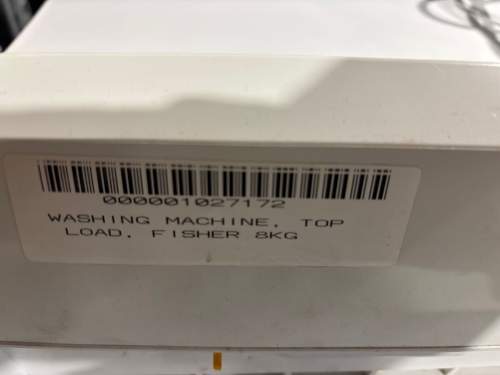 000001027172
WASHING MACHINE, TOP
LOAD, FISHER 8KG